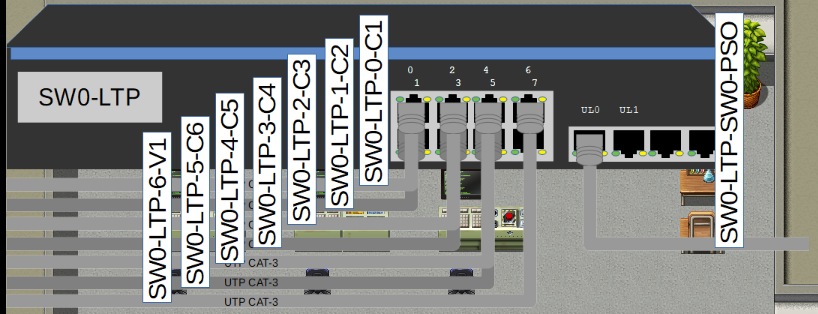 SW0-LTP
SW0-LTP-6-V1
SW0-LTP-5-C6
SW0-LTP-4-C5
SW0-LTP-3-C4
SW0-LTP-2-C3
SW0-LTP-1-C2
SW0-LTP-0-C1
0 2 4 6
1 3 5 7
UL0 UL1
SW0-LTP-SW0-PSO
UTP CAT-3
UTP CAT-3
UTP CAT-3